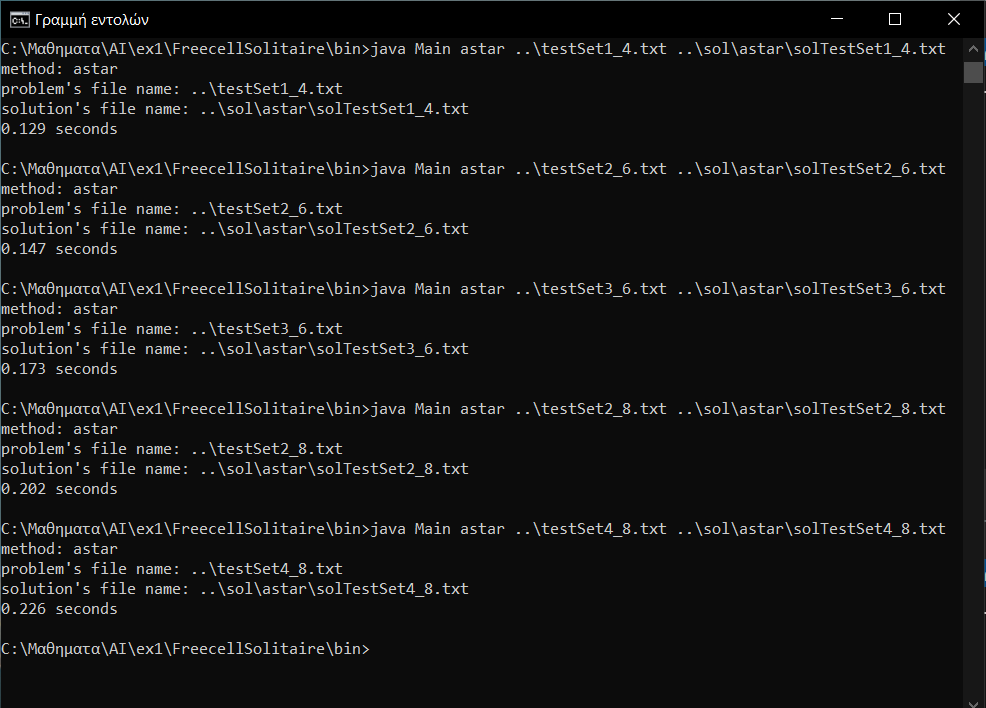 Γραμμή εντολών
C:\Μαθηματα\AI\ex1\FreecellSolitaire\bin>java Main astar ..\testSet1_4.txt ..\sol\astar\solTestSet1_4.txt
method: astar
problem's file name: ..\testSet1_4.txt
solution's file name: ..\sol\astar\solTestSet1_4.txt
0.129 seconds
C:\Μαθηματα\AI\ex1\FreecellSolitaire\bin>java Main astar ..\testSet2_6.txt ..\sol\astar\solTestSet2_6.txt
method: astar
problem's file name: ..\testSet2_6.txt
solution's file name: ..\sol\astar\solTestSet2_6.txt
0.147 seconds
C:\Μαθηματα\AI\ex1\FreecellSolitaire\bin>java Main astar ..\testSet3_6.txt ..\sol\astar\solTestSet3_6.txt
method: astar
problem's file name: ..\testSet3_6.txt
solution's file name: ..\sol\astar\solTestSet3_6.txt
0.173 seconds
C:\Μαθηματα\AI\ex1\FreecellSolitaire\bin>java Main astar ..\testSet2_8.txt ..\sol\astar\solTestSet2_8.txt
method: astar
problem's file name: ..\testSet2_8.txt
solution's file name: ..\sol\astar\solTestSet2_8.txt
0.202 seconds
C:\Μαθηματα\AI\ex1\FreecellSolitaire\bin>java Main astar ..\testSet4_8.txt ..\sol\astar\solTestSet4_8.txt
method: astar
problem's file name: ..\testSet4_8.txt
solution's file name: ..\sol\astar\solTestSet4_8.txt
0.226 seconds
C:\Μαθηματα\AI\ex1\FreecellSolitaire\bin>